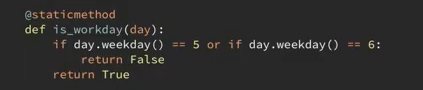 @staticmethod
def is_workday(day):
    if day.weekday() == 5 or if day.weekday() == 6:
        return False
    return True